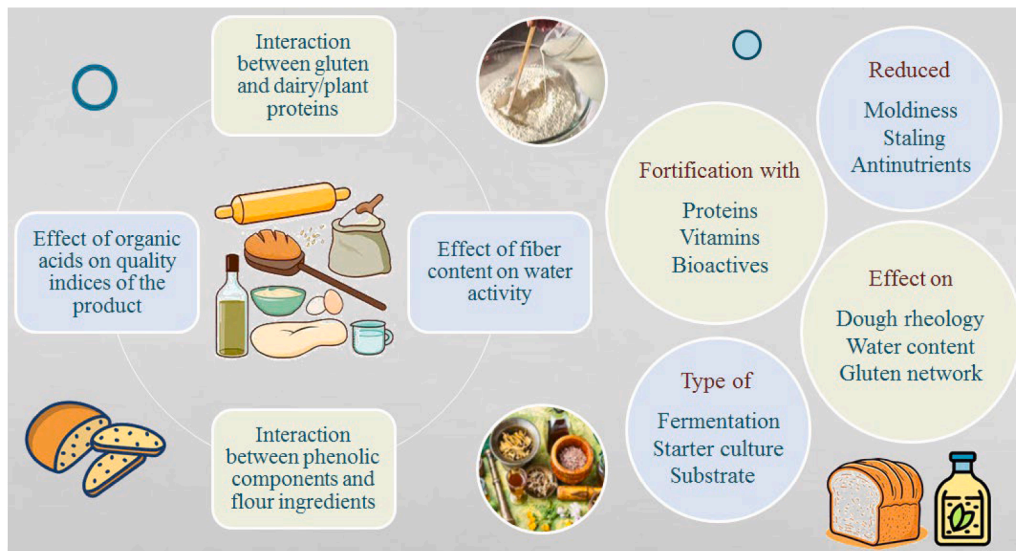 Interaction
between gluten
and dairy/plant
proteins
Effect of organic
acids on quality
indices of the
product
Effect of fiber
content on water
activity
Interaction
between phenolic
components and
flour ingredients
Reduced
Moldiness
Staling
Antinutrients
Fortification with
Proteins
Vitamins
Bioactives
Effect on
Dough rheology
Water content
Gluten network
Type of
Fermentation
Starter culture
Substrate